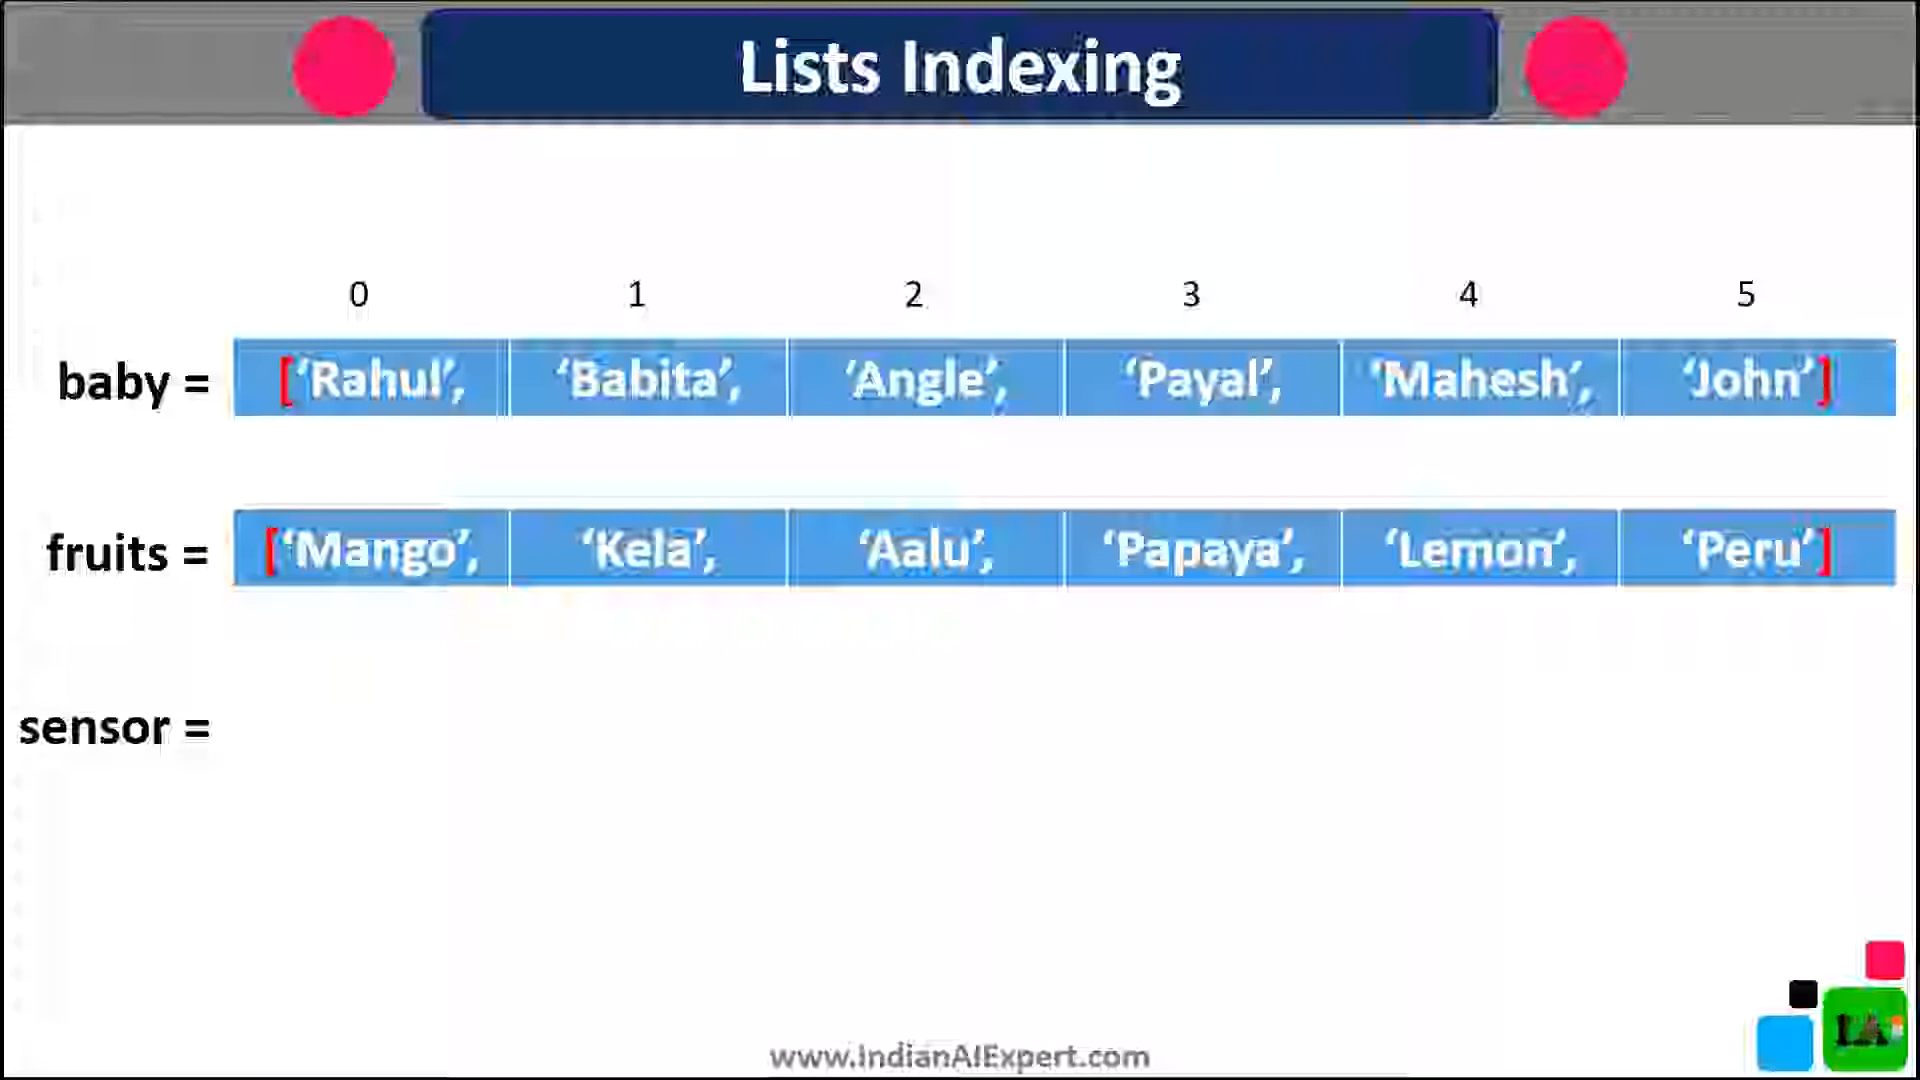 Lists Indexing
0 1 2 3 4 5
baby = [‘Rahul’, ‘Babita’, ‘Angle’, ‘Payal’, ‘Mahesh’, ‘John’]
fruits = [‘Mango’, ‘Kela’, ‘Aalu’, ‘Papaya’, ‘Lemon’, ‘Peru’]
sensor =
www.IndianAIExpert.com
IAI